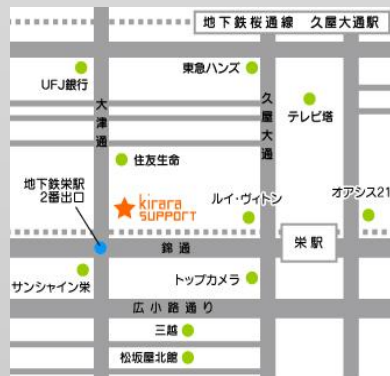 地下鉄桜通線 久屋大通駅
UFJ銀行
東急ハンズ
大津通
久屋大通
テレビ塔
住友生命
地下鉄栄駅
2番出口
kirara
SUPPORT
ルイ・ヴィトン
オアシス21
錦通
栄駅
サンシャイン栄
トップカメラ
広小路通り
三越
松坂屋北館